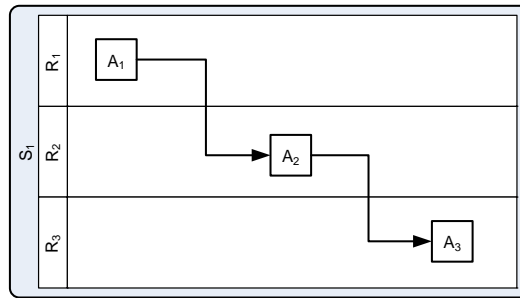 S₁
R₁
A₁
R₂
A₂
R₃
A₃